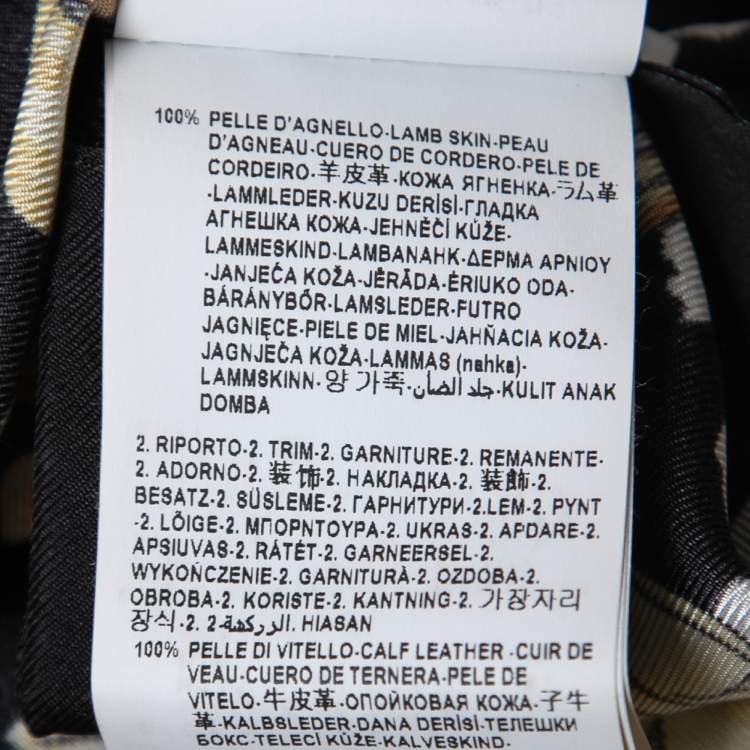 100% PELLE D'AGNELLO-LAMB SKIN-PEAU
D'AGNEAU-CUERO DE CORDERO-PELE DE
CORDEIRO-羊皮革-КОЖА ЯГНЕНКА-ラム革
-LAMMLEDER-KUZU DERİSİ-ГЛАДКА
АГНЕШКА КОЖА-JEHNĚČÍ KŮŽE-
LAMMESKIND-LAMBANAHK-ΔΕΡΜΑ ΑΡΝΙΟΥ
-JANJEĆA KOŽA-JĒRĀDA-ĖRIUKO ODA-
BÁRÁNYBŐR-LAMSLEDER-FUTRO
JAGNIĘCE-PIELE DE MIEL-JAHŇACIA KOŽA-
JAGNJEČA KOŽA-LAMMAS (nahka)-
LAMMSKINN-양 가죽-جلد الضأن-KULIT ANAK
DOMBA
2. RIPORTO-2. TRIM-2. GARNITURE-2. REMANENTE-
2. ADORNO-2. 装饰-2. НАКЛАДКА-2. 装飾-2.
BESATZ-2. SÜSLEME-2. ГАРНИТУРИ-2.LEM-2. PYNT
-2. LÕIGE-2. ΜΠΟΡΝΤΟΥΡΑ-2. UKRAS-2. APDARE-2.
APSIUVAS-2. RÁTÉT-2. GARNEERSEL-2.
WYKOŃCZENIE-2. GARNITURĂ-2. OZDOBA-2.
OBROBA-2. KORISTE-2. KANTNING-2. 가장자리
장식-2. الزركشة-2. HIASAN
100% PELLE DI VITELLO-CALF LEATHER -CUIR DE
VEAU-CUERO DE TERNERA-PELE DE
VITELO-牛皮革-ОПОЙКОВАЯ КОЖА-子牛
革-KALBSLEDER-DANA DERİSİ-ТЕЛЕШКИ
БОКС-TELECÍ KŮŽE-KALVESKIND-